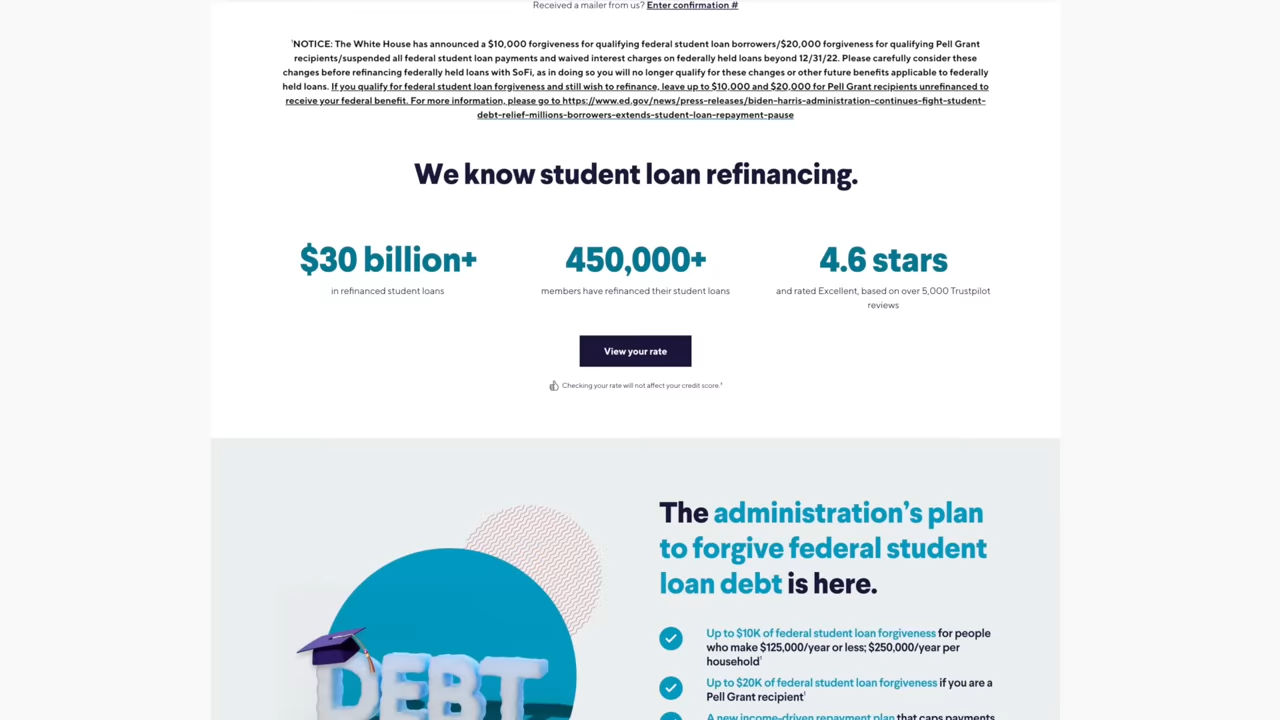 Received a mailer from us? Enter confirmation #
¹NOTICE: The White House has announced a $10,000 forgiveness for qualifying federal student loan borrowers/$20,000 forgiveness for qualifying Pell Grant
recipients/suspended all federal student loan payments and waived interest charges on federally held loans beyond 12/31/22. Please carefully consider these
changes before refinancing federally held loans with SoFi, as in doing so you will no longer qualify for these changes or other future benefits applicable to federally
held loans. If you qualify for federal student loan forgiveness and still wish to refinance, leave up to $10,000 and $20,000 for Pell Grant recipients unrefinanced to
receive your federal benefit. For more information, please go to https://www.ed.gov/news/press-releases/biden-harris-administration-continues-fight-student-
debt-relief-millions-borrowers-extends-student-loan-repayment-pause
We know student loan refinancing.
$30 billion+
in refinanced student loans
450,000+
members have refinanced their student loans
4.6 stars
and rated Excellent, based on over 5,000 Trustpilot
reviews
View your rate
Checking your rate will not affect your credit score.⁴
DEBT
The administration's plan
to forgive federal student
loan debt is here.
Up to $10K of federal student loan forgiveness for people
who make $125,000/year or less; $250,000/year per
household¹
Up to $20K of federal student loan forgiveness if you are a
Pell Grant recipient¹
A new income-driven repayment plan that caps payments